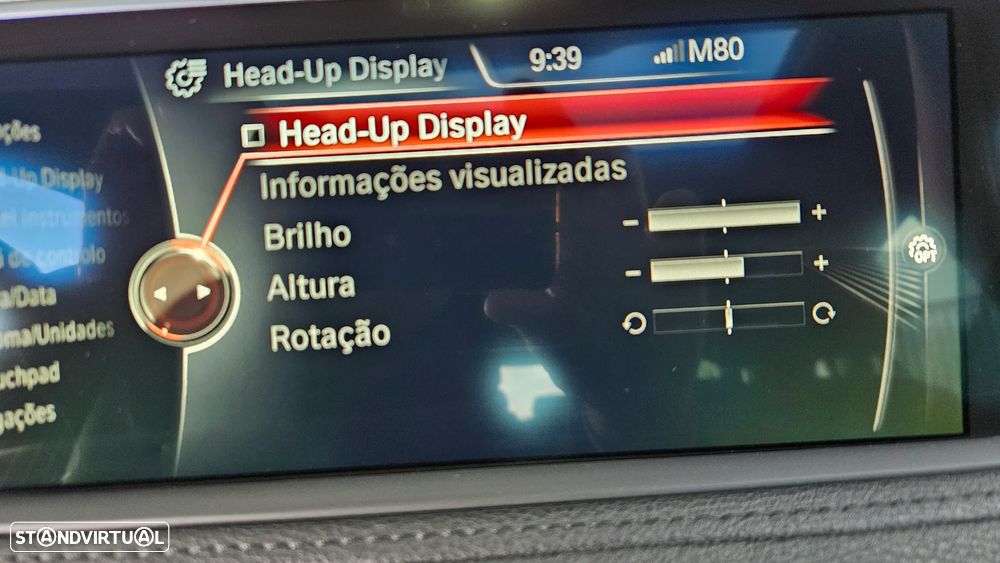 Head-Up Display 9:39 M80
Head-Up Display
Informações visualizadas
Brilho - +
Altura - +
Rotação
OPT
ções
-Up Display
instrumentos
de controlo
a/Data
ma/Unidades
uchpad
gações
STANDVIRTUAL